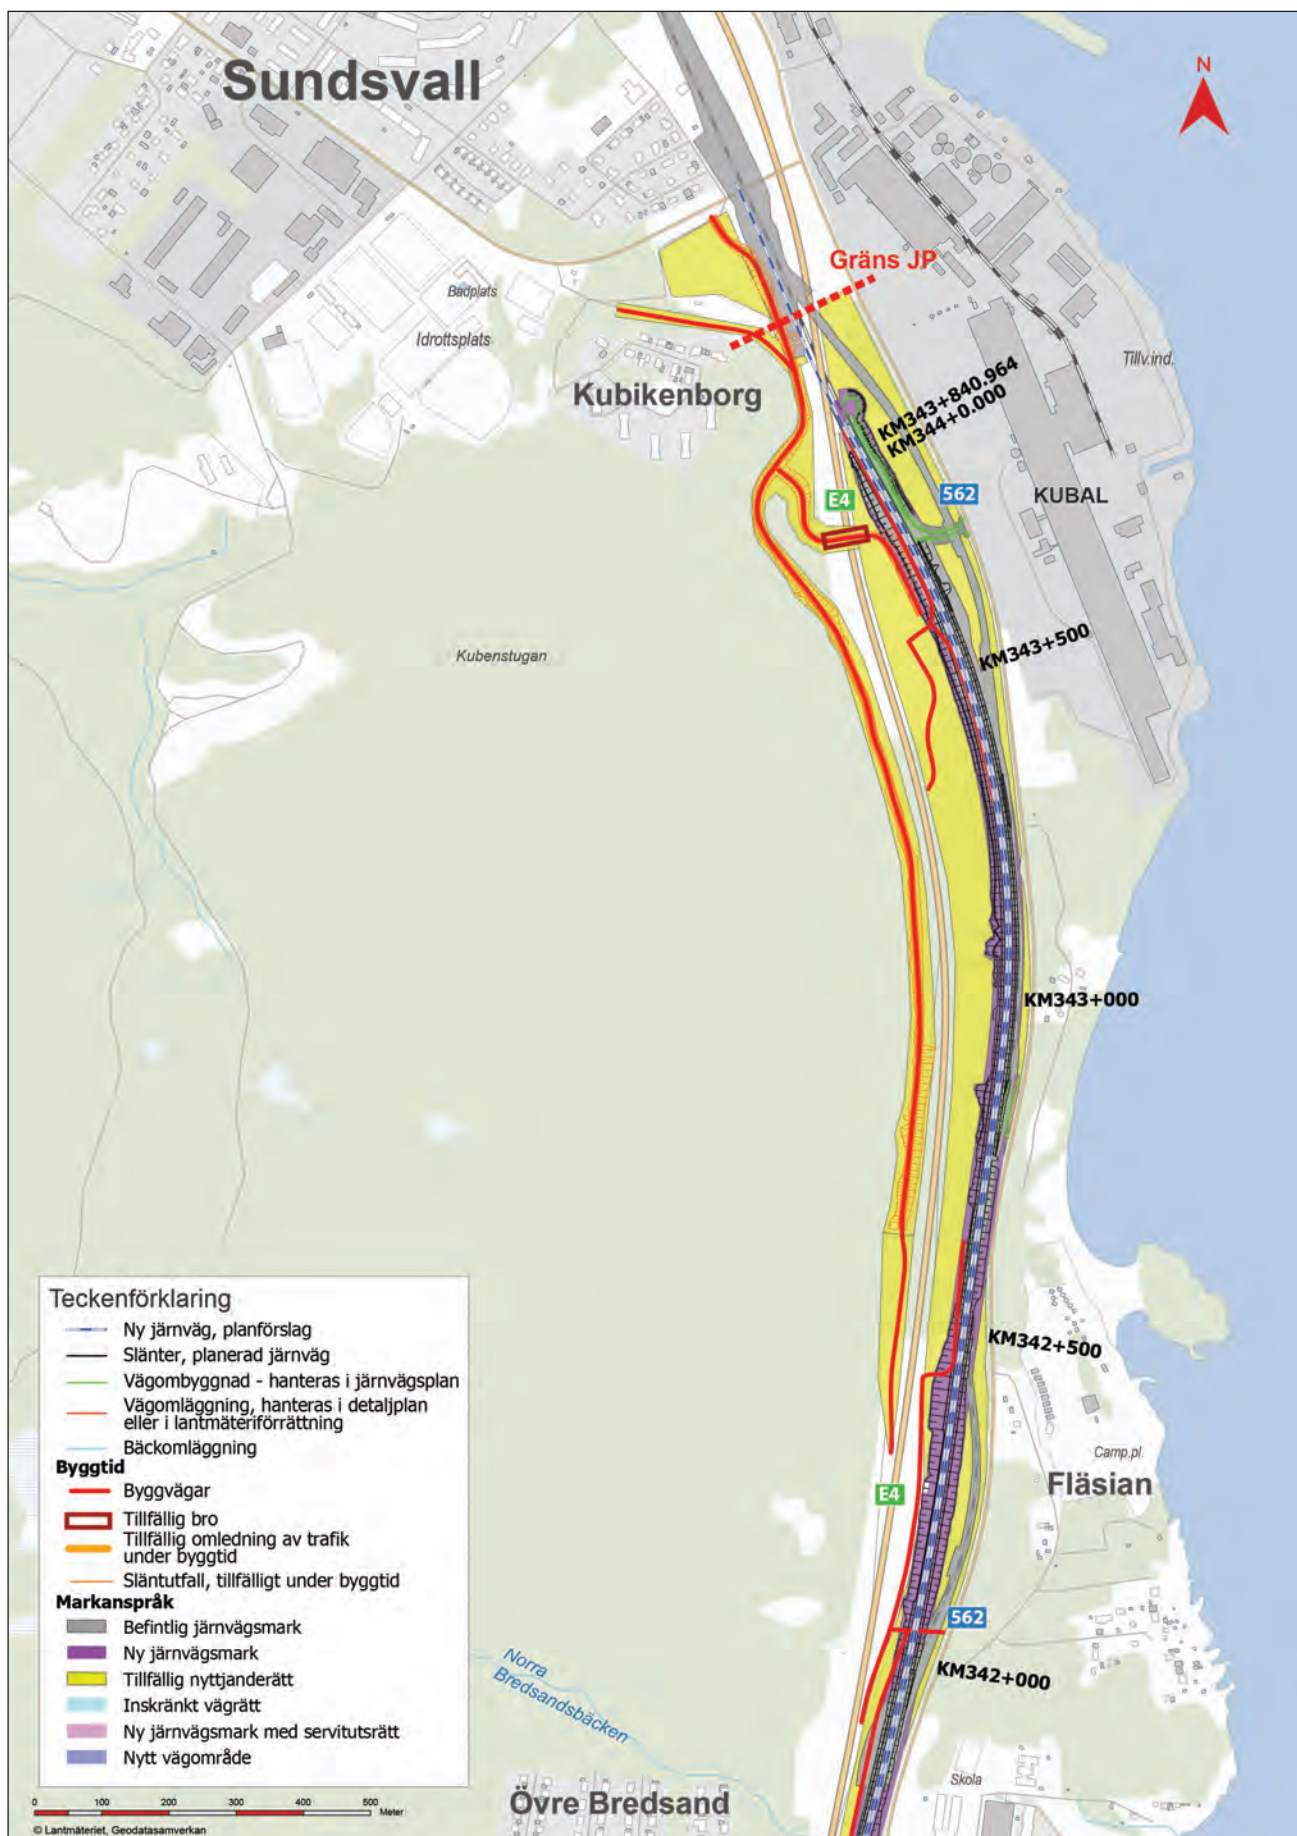 Sundsvall
N
Gräns JP
Badplats
Idrottsplats
Tillv.ind.
Kubikenborg
KM343+840.964
KM344+0.000
E4
562
KUBAL
KM343+500
Kubenstugan
KM343+000
KM342+500
Camp.pl.
Fläsian
E4
562
KM342+000
Norra
Bredsandsbäcken
Skola
Övre Bredsand
Teckenförklaring
Ny järnväg, planförslag
Slänter, planerad järnväg
Vägombyggnad - hanteras i järnvägsplan
Vägomläggning, hanteras i detaljplan
eller i lantmäteriförrättning
Bäckomläggning
Byggtid
Byggvägar
Tillfällig bro
Tillfällig omledning av trafik
under byggtid
Släntutfall, tillfälligt under byggtid
Markanspråk
Befintlig järnvägsmark
Ny järnvägsmark
Tillfällig nyttjanderätt
Inskränkt vägrätt
Ny järnvägsmark med servitutsrätt
Nytt vägområde
0 100 200 300 400 500
Meter
© Lantmäteriet, Geodatasamverkan